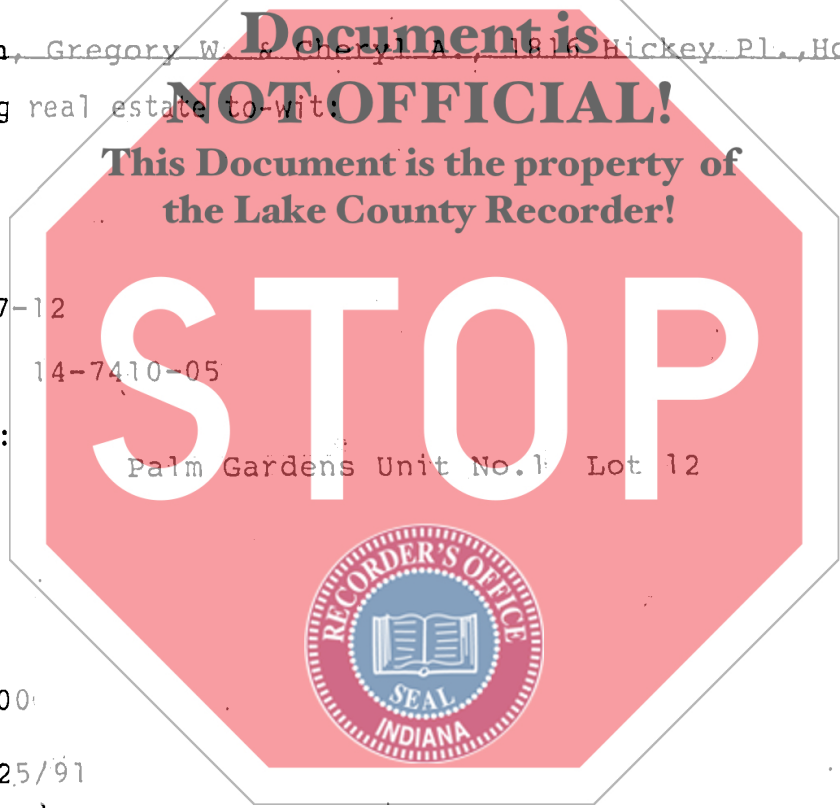 Document is
, Gregory W. & Cheryl A., 1816 Hickey Pl.,Ho
NOT OFFICIAL!
g real estate to-wit:
This Document is the property of
the Lake County Recorder!
STOP
7-12
14-7410-05
:
Palm Gardens Unit No.1 Lot 12
RECORDER'S OFFICE
SEAL
INDIANA
00
25/91